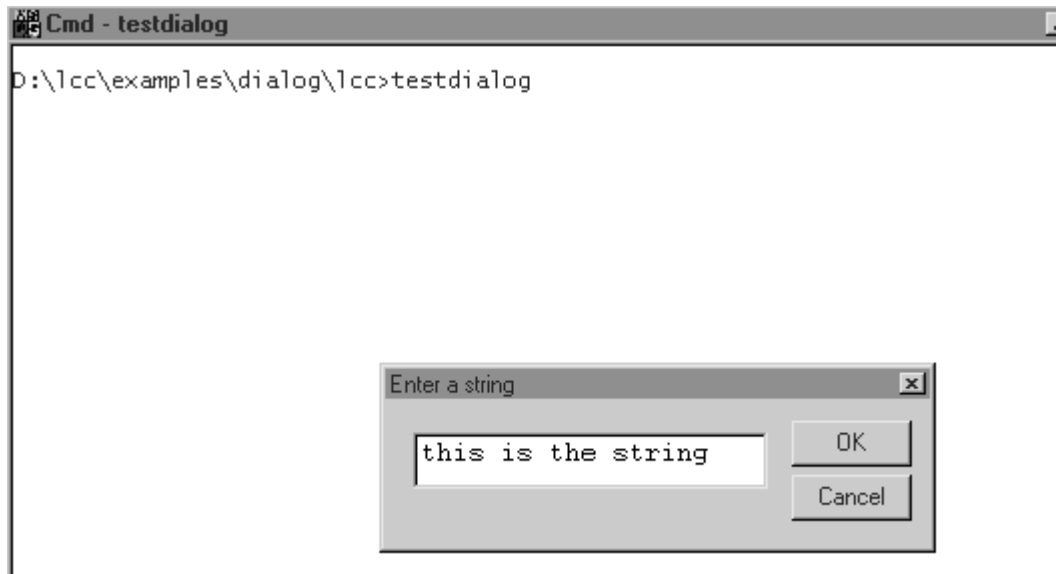 Cmd - testdialog
D:\lcc\examples\dialog\lcc>testdialog
Enter a string
this is the string
OK
Cancel